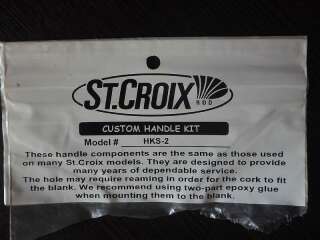 ST.CROIX
ROD
CUSTOM HANDLE KIT
Model # HKS-2
These handle components are the same as those used
on many St.Croix models. They are designed to provide
many years of dependable service.
The hole may require reaming in order for the cork to fit
the blank. We recommend using two-part epoxy glue
when mounting them to the blank.